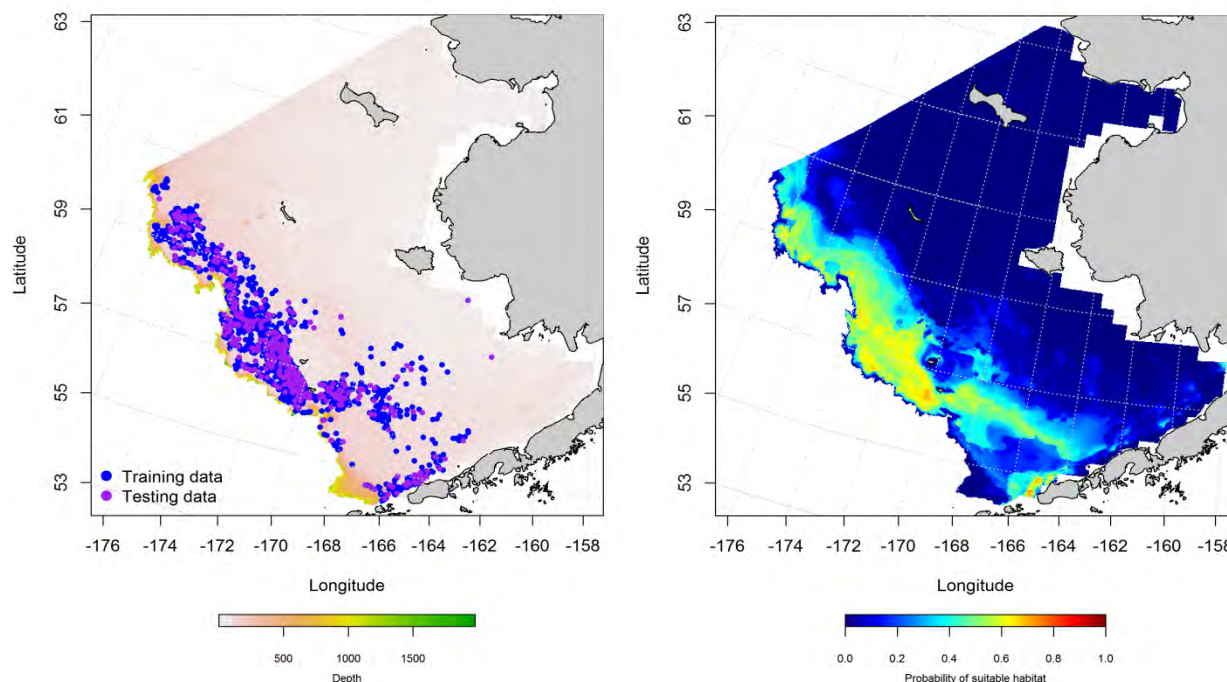 63
61
59
57
55
53
Latitude
Training data
Testing data
-176 -174 -172 -170 -168 -166 -164 -162 -160 -158
Longitude
500 1000 1500
Depth
63
61
59
57
55
53
Latitude
-176 -174 -172 -170 -168 -166 -164 -162 -160 -158
Longitude
0.0 0.2 0.4 0.6 0.8 1.0
Probability of suitable habitat